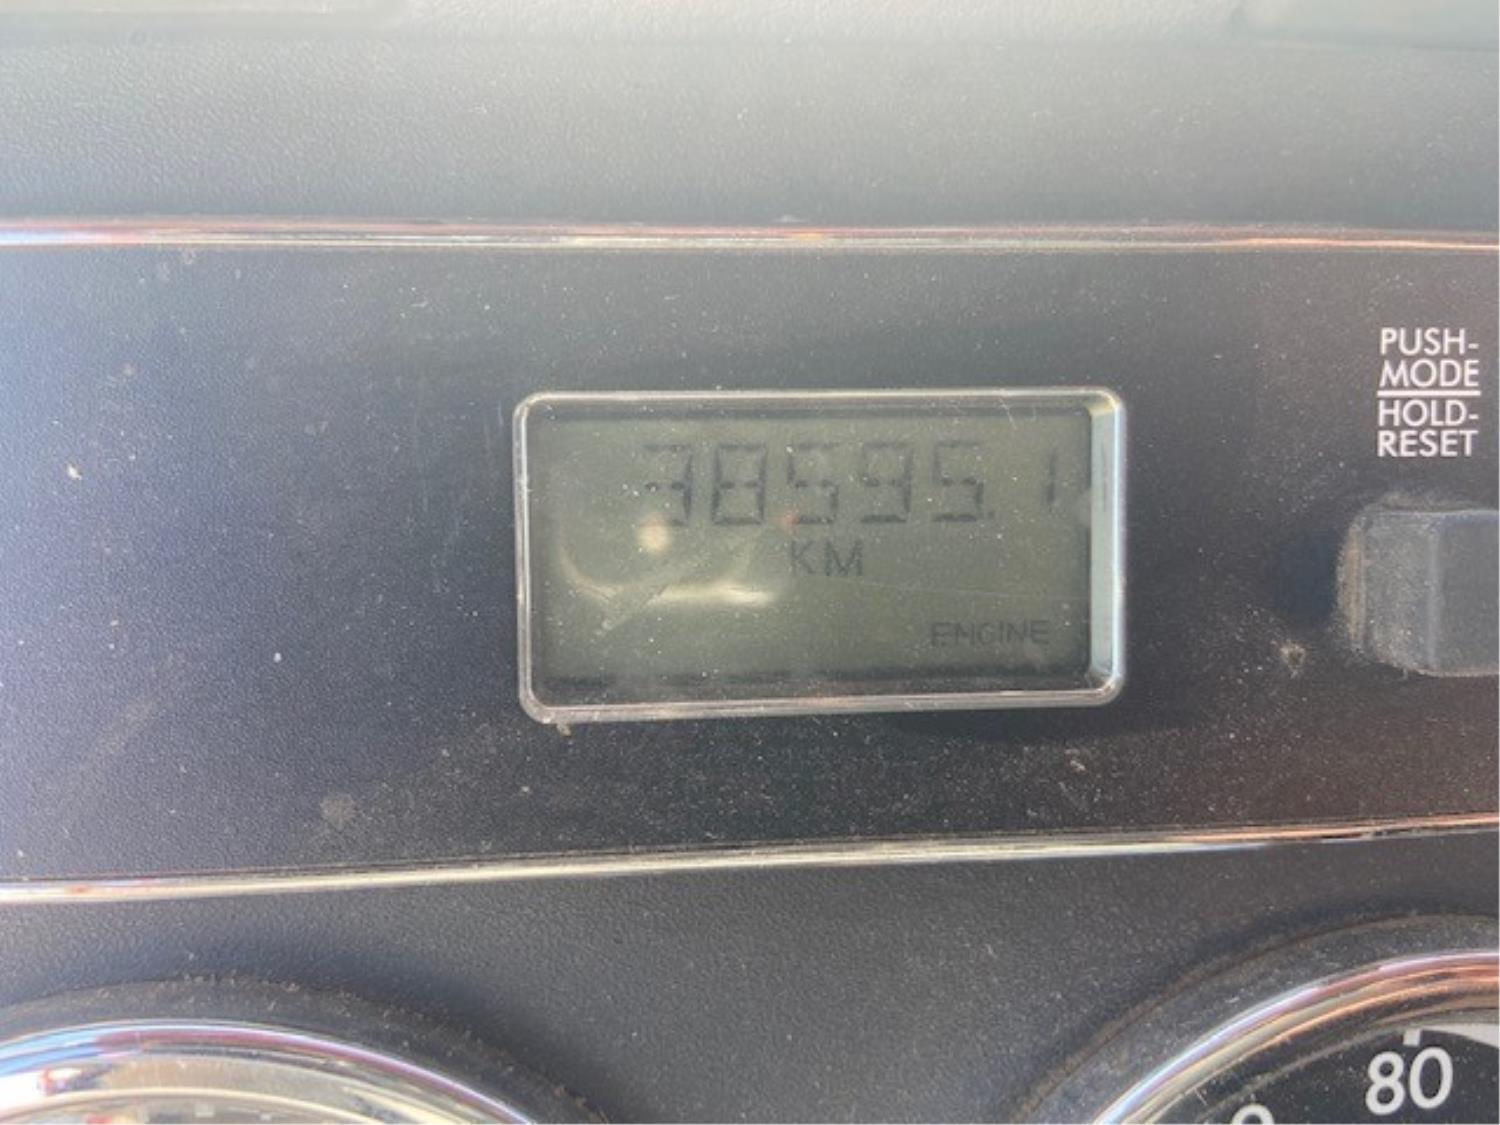 38595.1
KM
ENGINE
PUSH-
MODE
HOLD-
RESET
80